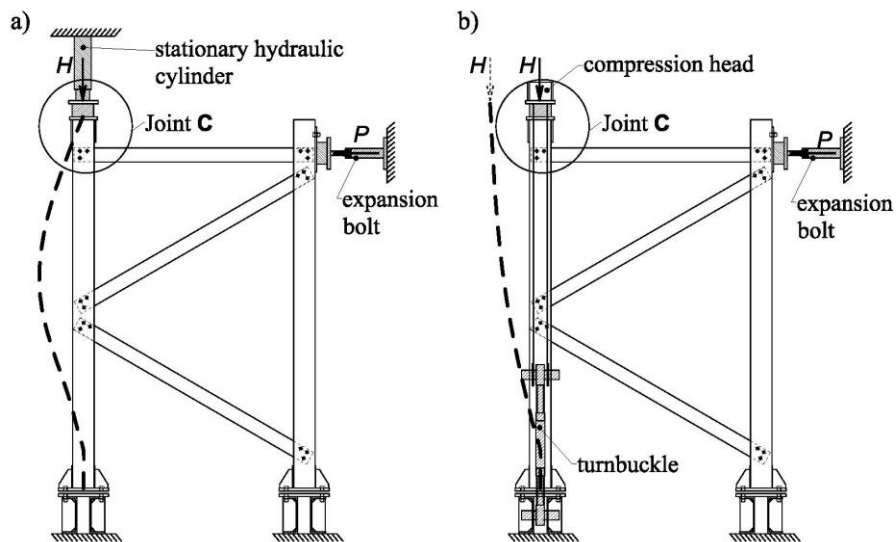 a)
stationary hydraulic
cylinder
H
Joint C
P
expansion
bolt
b)
H
H
compression head
Joint C
P
expansion
bolt
turnbuckle